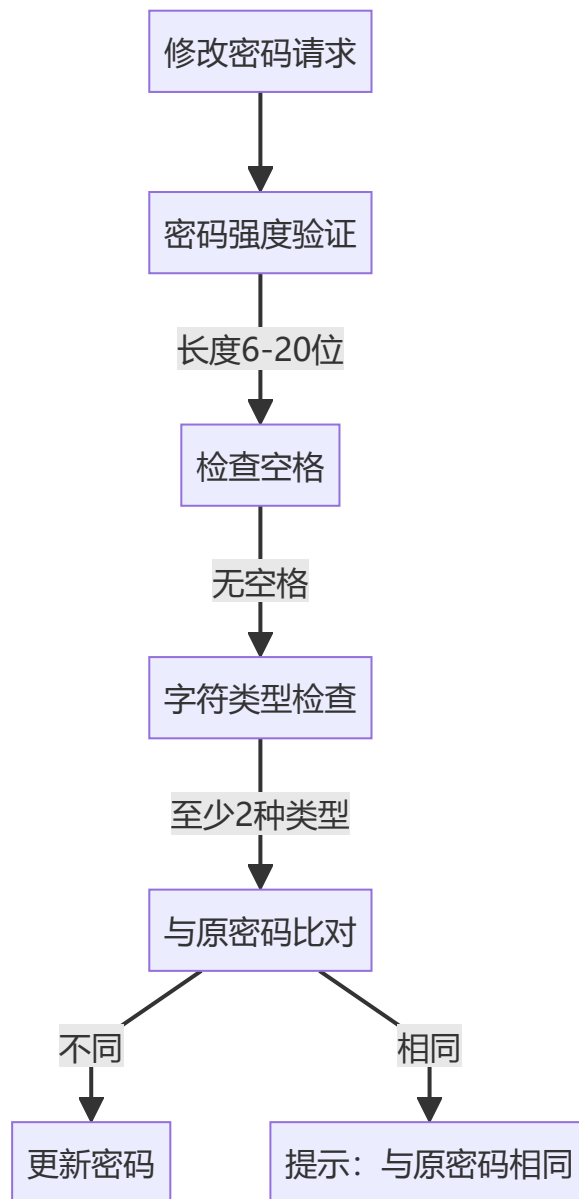 修改密码请求
密码强度验证
长度6-20位
检查空格
无空格
字符类型检查
至少2种类型
与原密码比对
不同
相同
更新密码
提示：与原密码相同